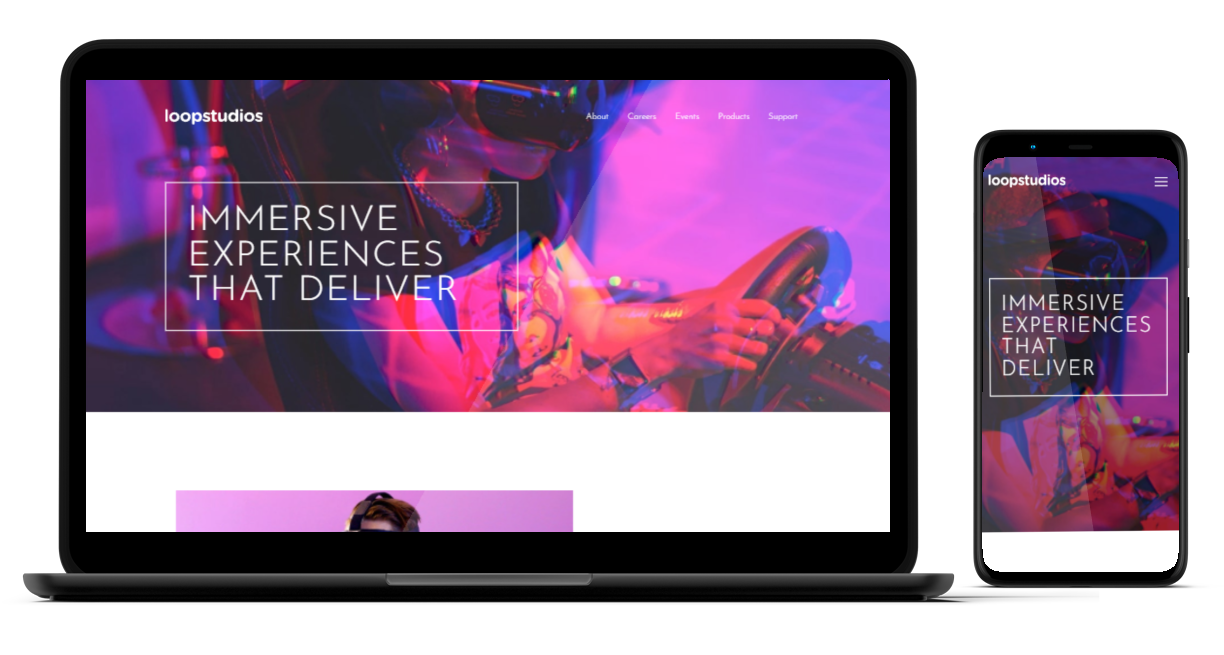 loopstudios
About Careers Events Products Support
IMMERSIVE
EXPERIENCES
THAT DELIVER
loopstudios
IMMERSIVE
EXPERIENCES
THAT
DELIVER